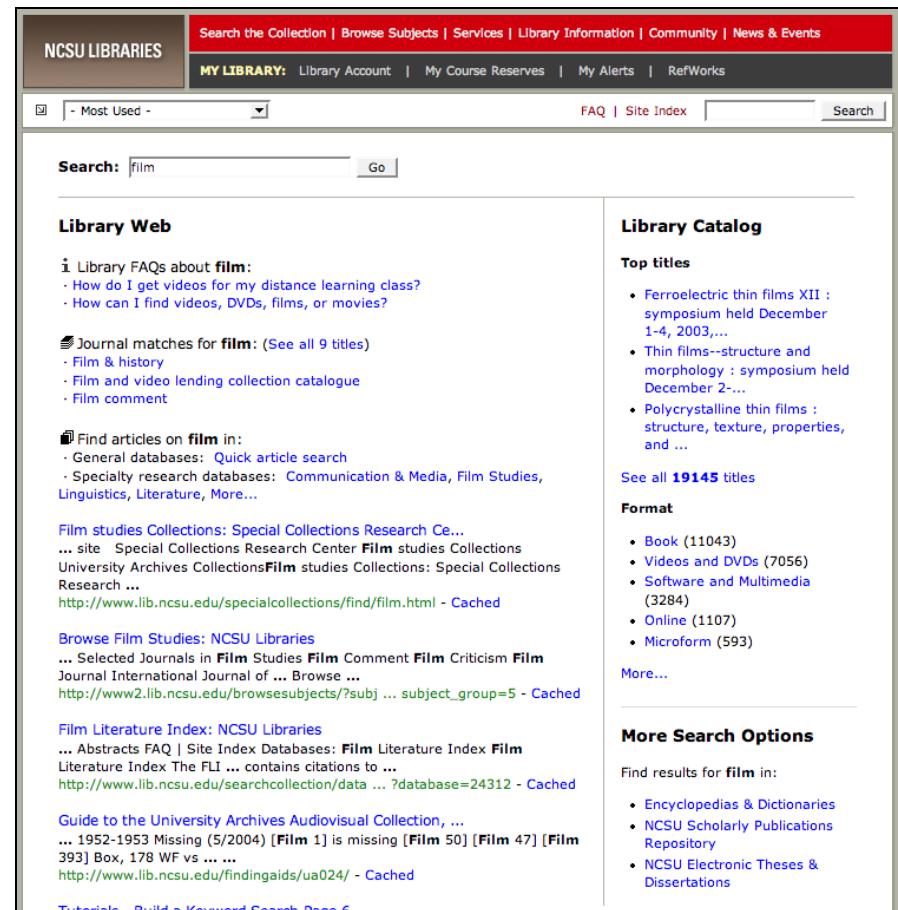 NCSU LIBRARIES
Search the Collection | Browse Subjects | Services | Library Information | Community | News & Events
MY LIBRARY: Library Account | My Course Reserves | My Alerts | RefWorks
- Most Used -
FAQ | Site Index
Search
Search: film
Go
Library Web
i Library FAQs about film:
· How do I get videos for my distance learning class?
· How can I find videos, DVDs, films, or movies?
Journal matches for film: (See all 9 titles)
· Film & history
· Film and video lending collection catalogue
· Film comment
Find articles on film in:
· General databases: Quick article search
· Specialty research databases: Communication & Media, Film Studies,
Linguistics, Literature, More...
Film studies Collections: Special Collections Research Ce...
... site Special Collections Research Center Film studies Collections
University Archives CollectionsFilm studies Collections: Special Collections
Research ...
http://www.lib.ncsu.edu/specialcollections/find/film.html - Cached
Browse Film Studies: NCSU Libraries
... Selected Journals in Film Studies Film Comment Film Criticism Film
Journal International Journal of ... Browse ...
http://www2.lib.ncsu.edu/browsesubjects/?subj ... subject_group=5 - Cached
Film Literature Index: NCSU Libraries
... Abstracts FAQ | Site Index Databases: Film Literature Index Film
Literature Index The FLI ... contains citations to ...
http://www.lib.ncsu.edu/searchcollection/data ... ?database=24312 - Cached
Guide to the University Archives Audiovisual Collection, ...
... 1952-1953 Missing (5/2004) [Film 1] is missing [Film 50] [Film 47] [Film
393] Box, 178 WF vs ... ...
http://www.lib.ncsu.edu/findingaids/ua024/ - Cached
Tutorials - Build a Keyword Search Page 6
Library Catalog
Top titles
• Ferroelectric thin films XII :
symposium held December
1-4, 2003,...
• Thin films--structure and
morphology : symposium held
December 2-...
• Polycrystalline thin films :
structure, texture, properties,
and ...
See all 19145 titles
Format
• Book (11043)
• Videos and DVDs (7056)
• Software and Multimedia
(3284)
• Online (1107)
• Microform (593)
More...
More Search Options
Find results for film in:
• Encyclopedias & Dictionaries
• NCSU Scholarly Publications
Repository
• NCSU Electronic Theses &
Dissertations